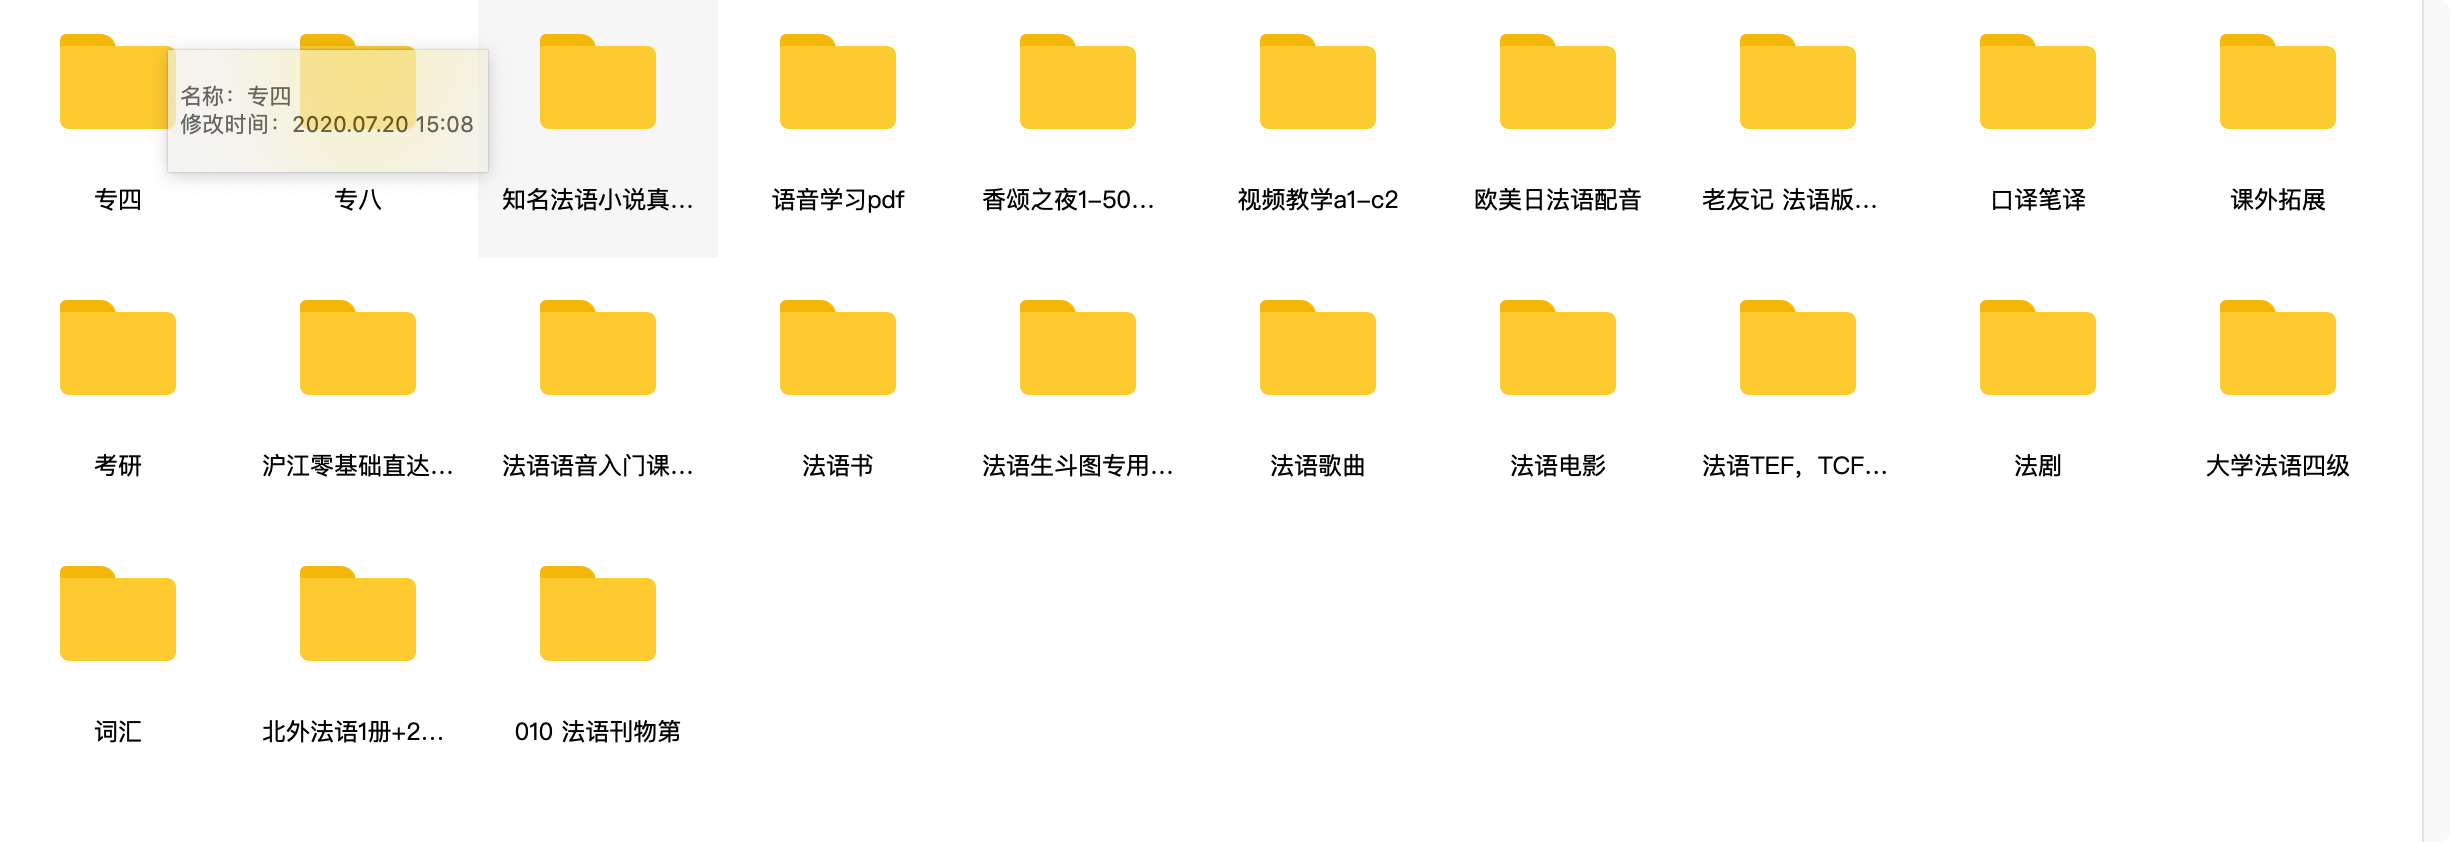 名称：专四
修改时间：2020.07.20 15:08
专四
专八
知名法语小说真...
语音学习pdf
香颂之夜1-50...
视频教学a1-c2
欧美日法语配音
老友记 法语版...
口译笔译
课外拓展
考研
沪江零基础直达...
法语语音入门课...
法语书
法语生斗图专用...
法语歌曲
法语电影
法语TEF，TCF...
法剧
大学法语四级
词汇
北外法语1册+2...
010 法语刊物第